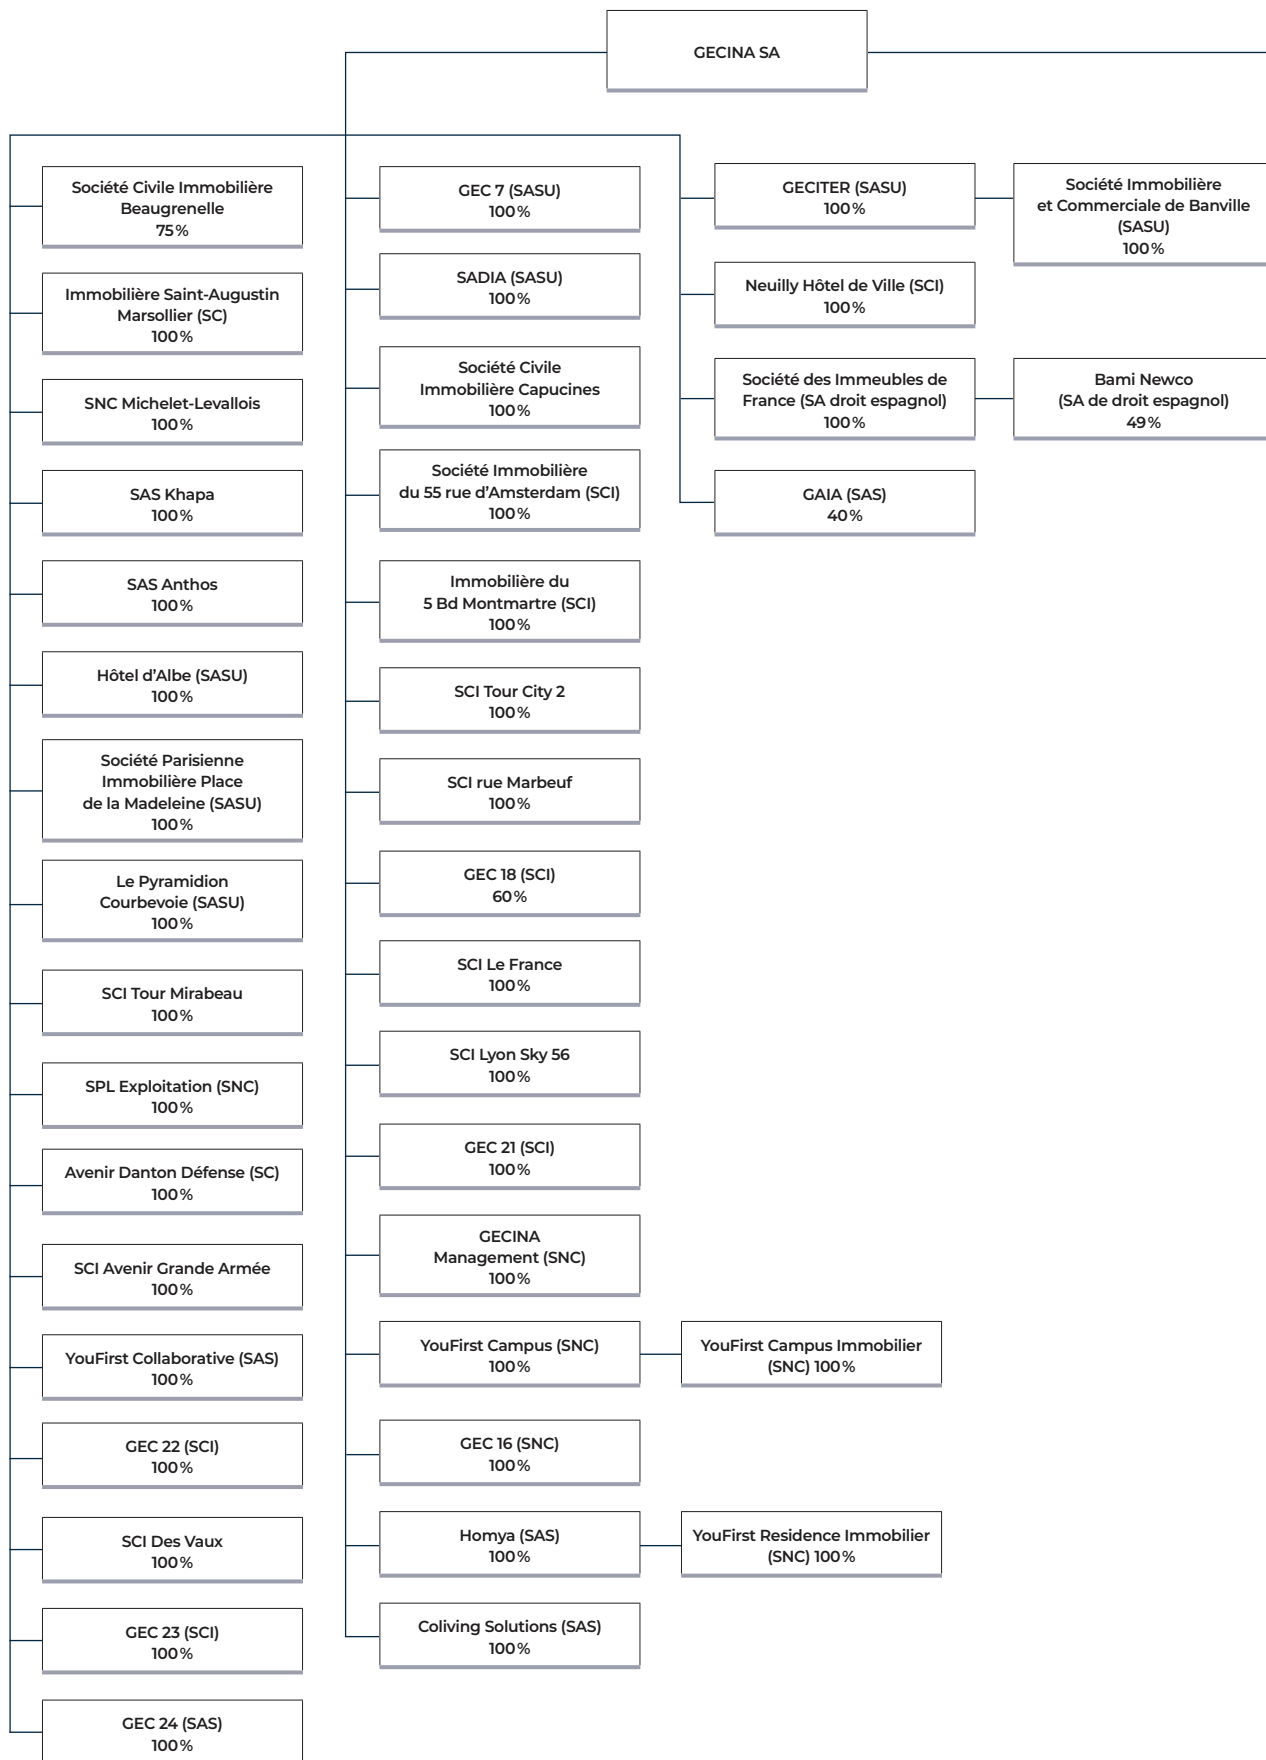 GECINA SA
Société Civile Immobilière
Beaugrenelle
75%
Immobilière Saint-Augustin
Marsollier (SC)
100%
SNC Michelet-Levallois
100%
SAS Khapa
100%
SAS Anthos
100%
Hôtel d'Albe (SASU)
100%
Société Parisienne
Immobilière Place
de la Madeleine (SASU)
100%
Le Pyramidion
Courbevoie (SASU)
100%
SCI Tour Mirabeau
100%
SPL Exploitation (SNC)
100%
Avenir Danton Défense (SC)
100%
SCI Avenir Grande Armée
100%
YouFirst Collaborative (SAS)
100%
GEC 22 (SCI)
100%
SCI Des Vaux
100%
GEC 23 (SCI)
100%
GEC 24 (SAS)
100%
GEC 7 (SASU)
100%
SADIA (SASU)
100%
Société Civile
Immobilière Capucines
100%
Société Immobilière
du 55 rue d'Amsterdam (SCI)
100%
Immobilière du
5 Bd Montmartre (SCI)
100%
SCI Tour City 2
100%
SCI rue Marbeuf
100%
GEC 18 (SCI)
60%
SCI Le France
100%
SCI Lyon Sky 56
100%
GEC 21 (SCI)
100%
GECINA
Management (SNC)
100%
YouFirst Campus (SNC)
100%
YouFirst Campus Immobilier
(SNC) 100%
GEC 16 (SNC)
100%
Homya (SAS)
100%
YouFirst Residence Immobilier
(SNC) 100%
Coliving Solutions (SAS)
100%
GECITER (SASU)
100%
Société Immobilière
et Commerciale de Banville
(SASU)
100%
Neuilly Hôtel de Ville (SCI)
100%
Société des Immeubles de
France (SA droit espagnol)
100%
Bami Newco
(SA de droit espagnol)
49%
GAIA (SAS)
40%